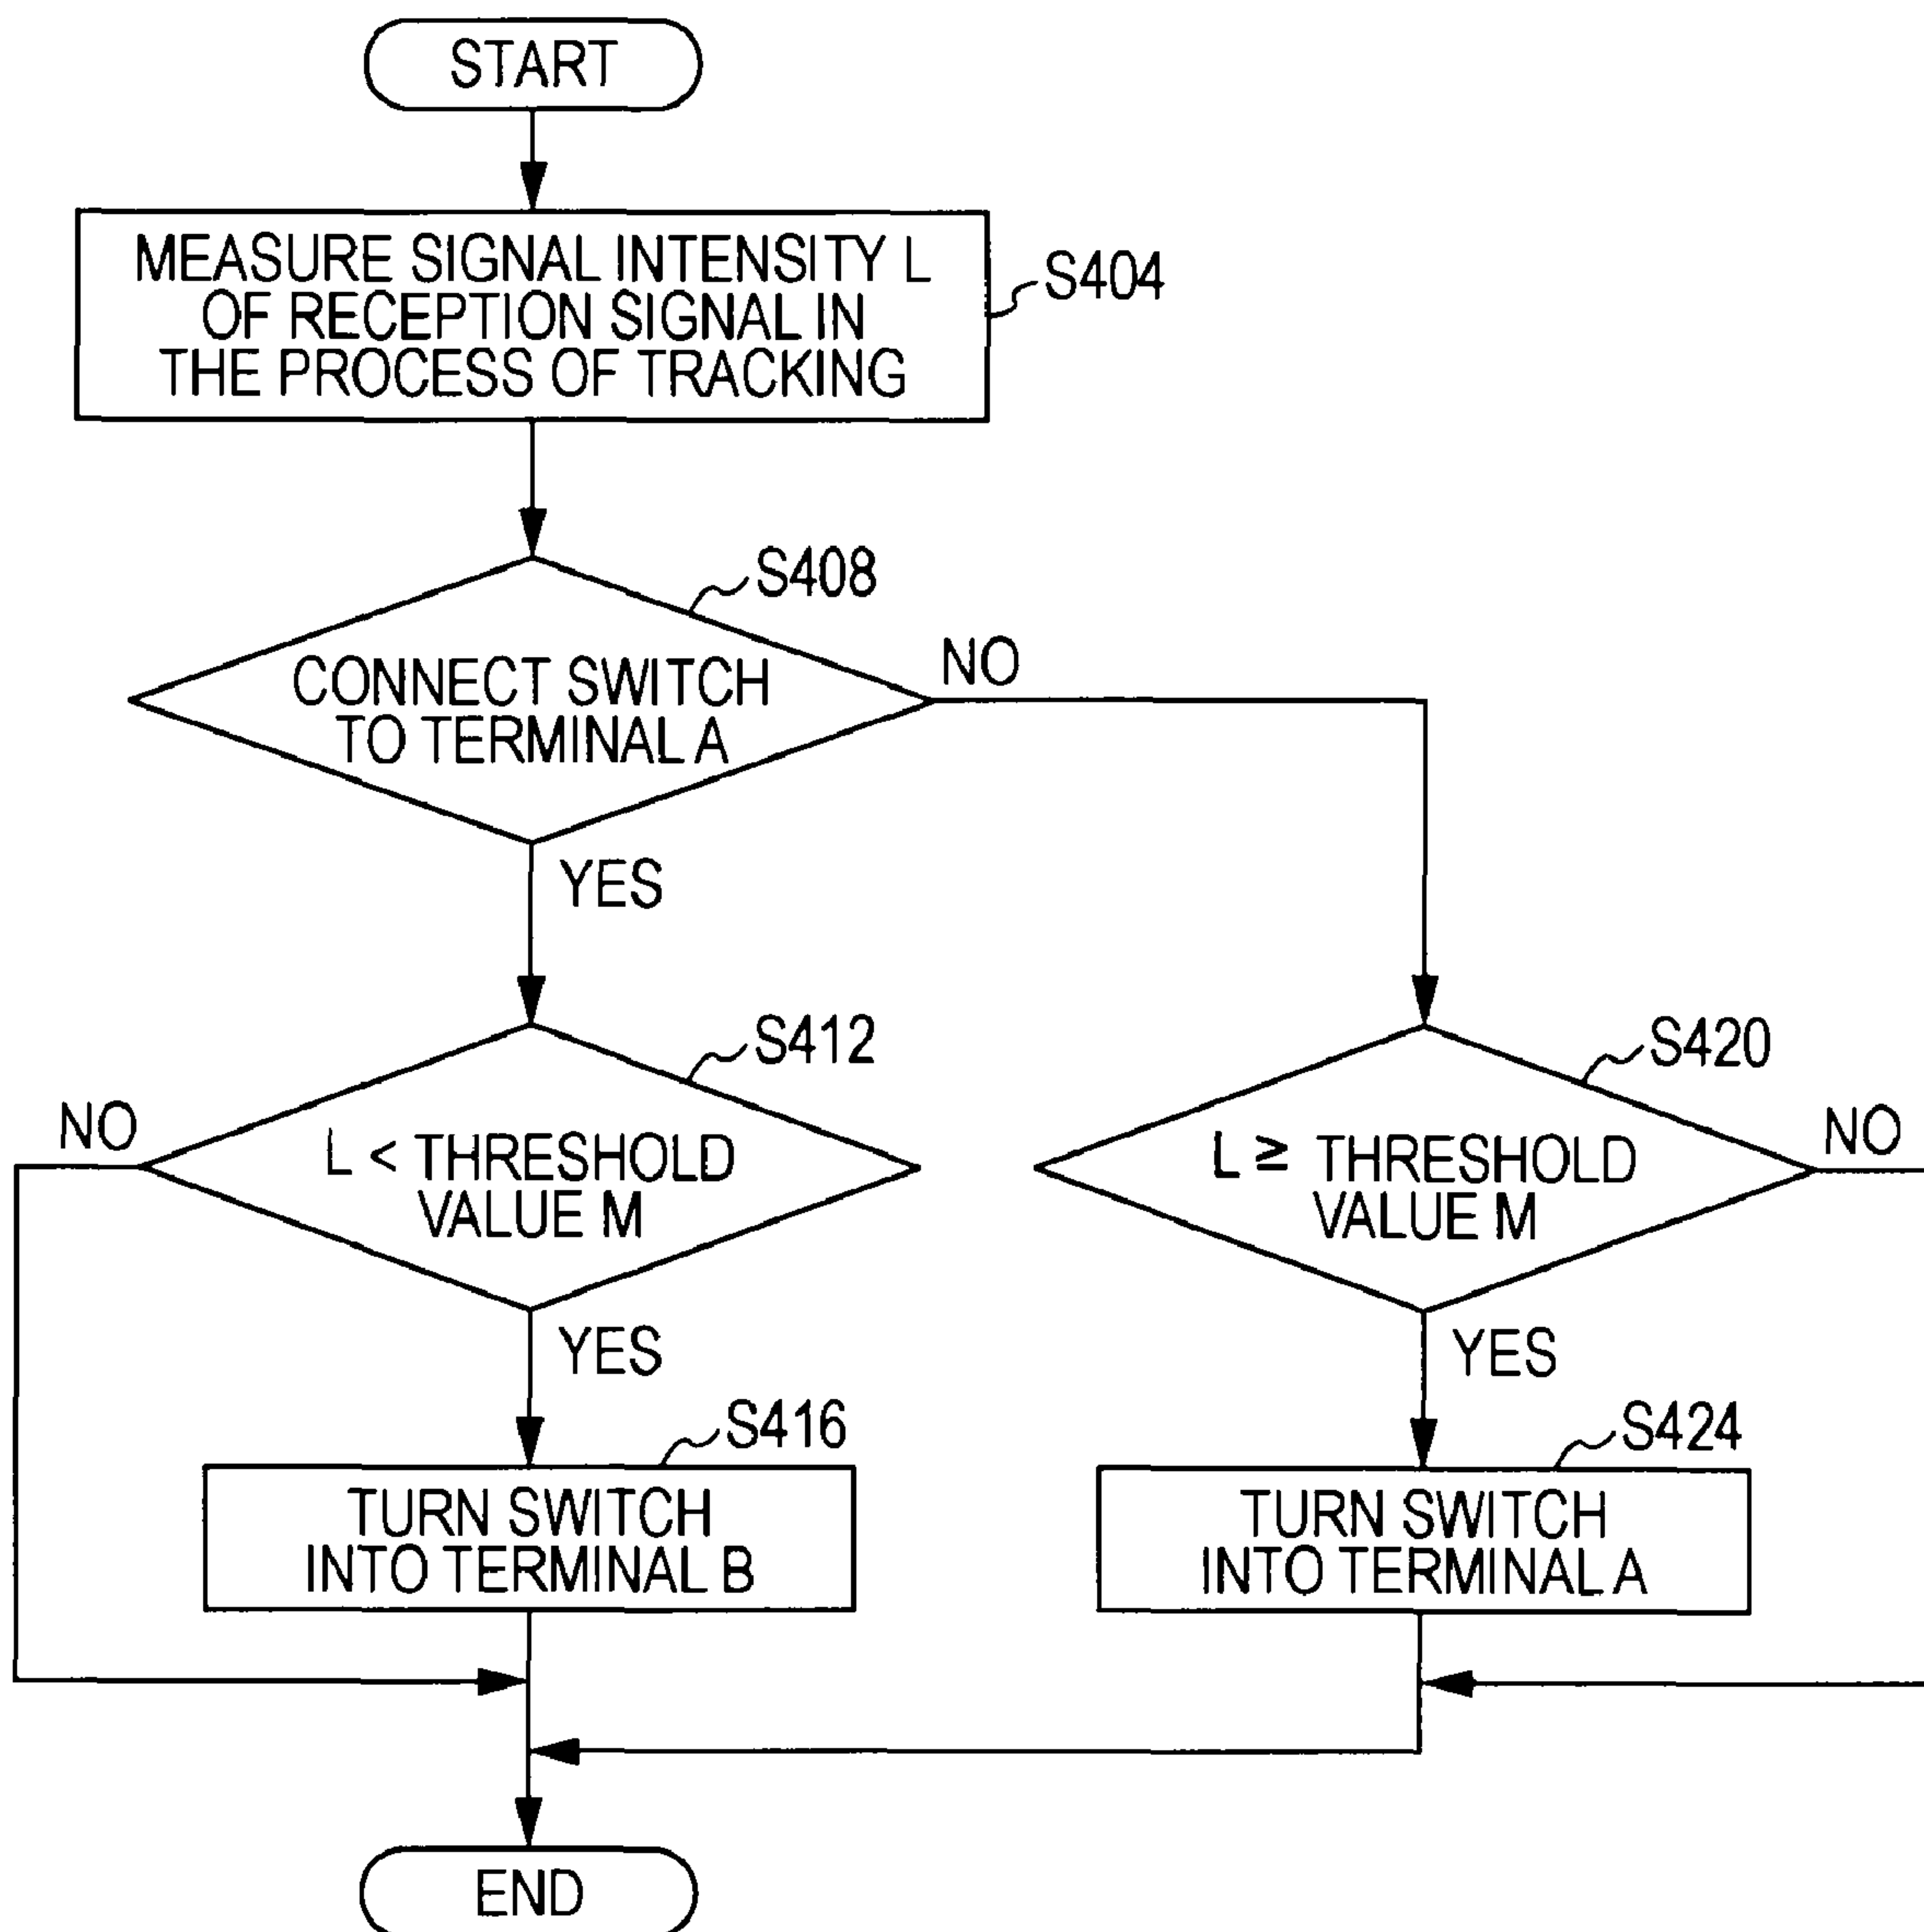 START
MEASURE SIGNAL INTENSITY L
OF RECEPTION SIGNAL IN
THE PROCESS OF TRACKING
S404
S408
CONNECT SWITCH
TO TERMINAL A
NO
YES
S412
L < THRESHOLD
VALUE M
NO
YES
S420
L ≥ THRESHOLD
VALUE M
NO
YES
S416
TURN SWITCH
INTO TERMINAL B
S424
TURN SWITCH
INTO TERMINAL A
END